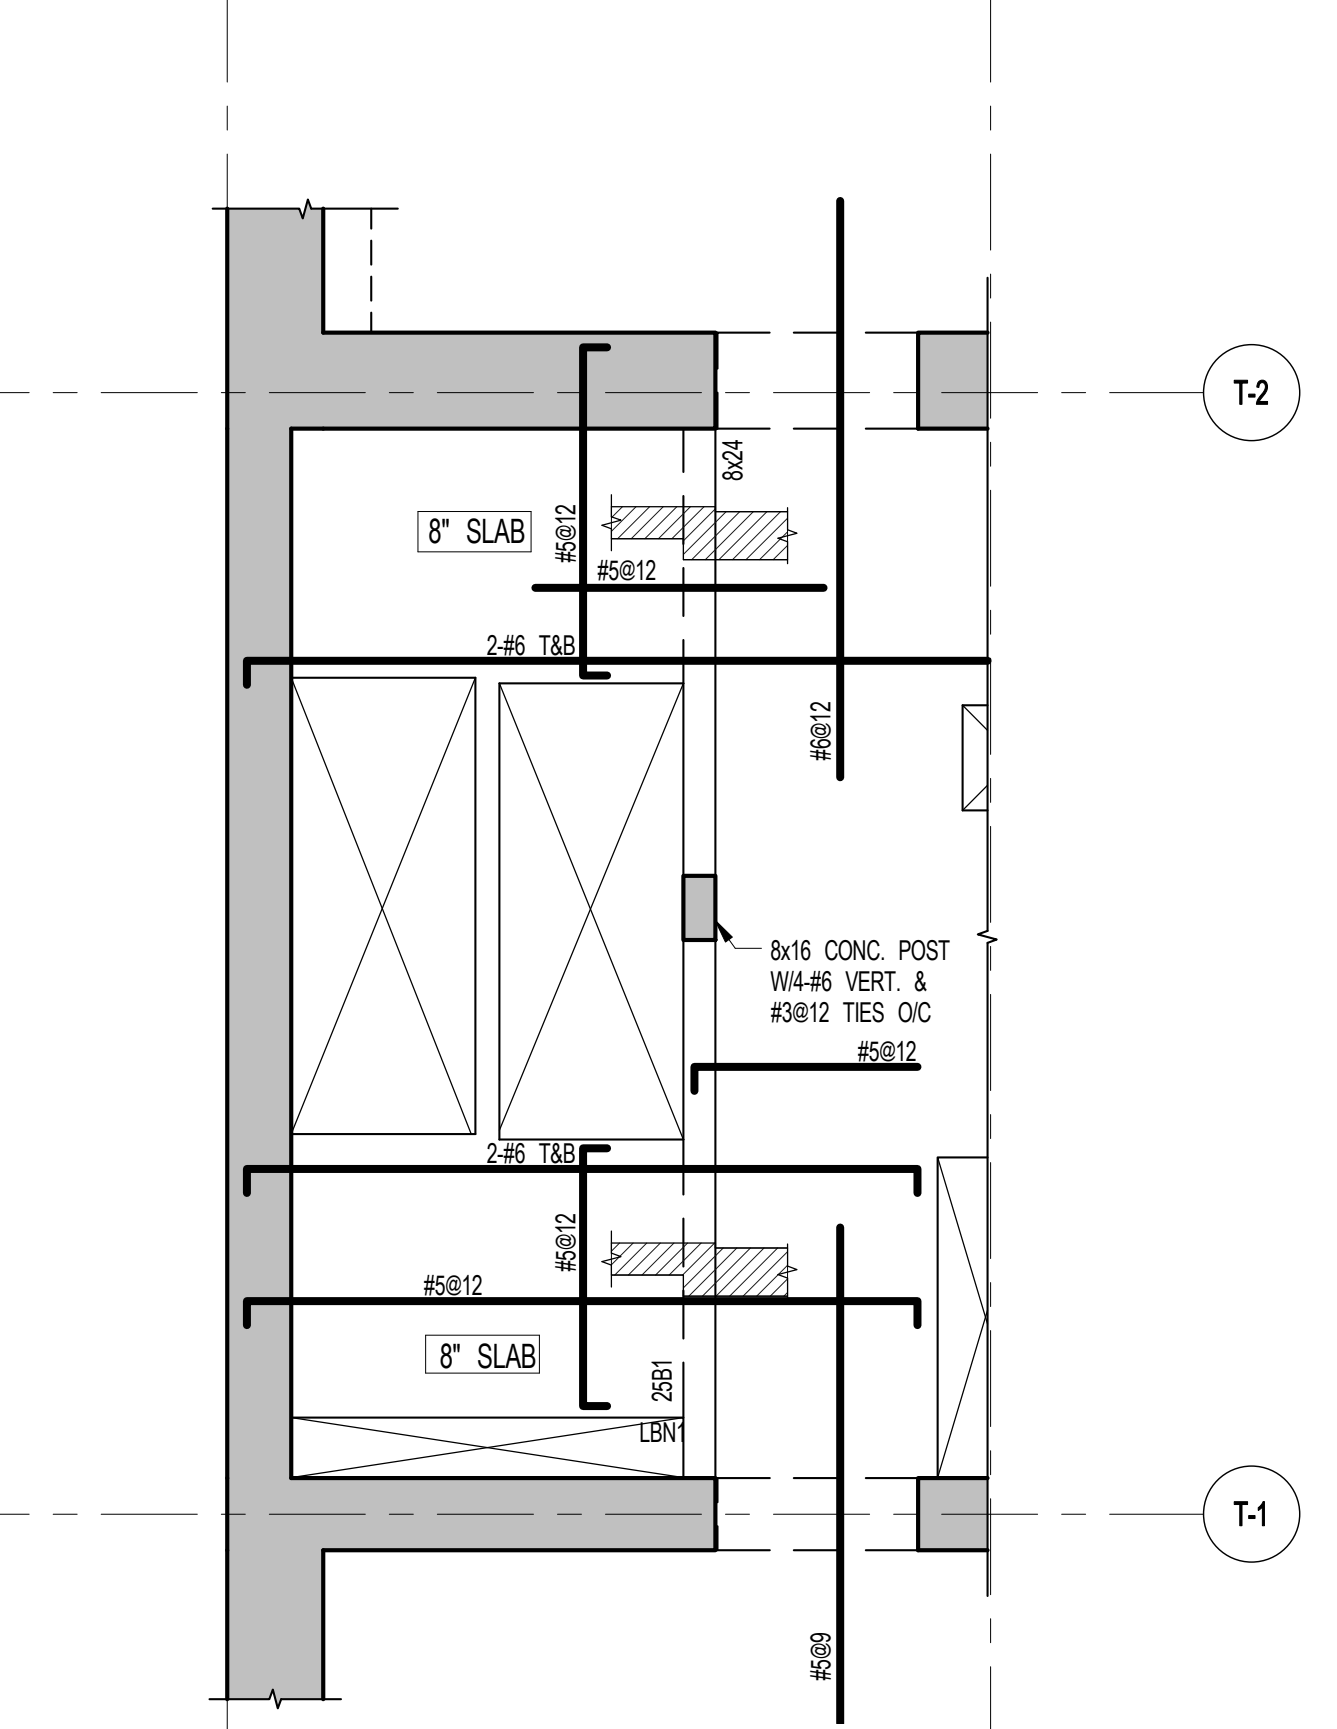 T-2
8x24
8" SLAB
#5@12
#5@12
2-#6 T&B
#6@12
8x16 CONC. POST
W/4-#6 VERT. &
#3@12 TIES O/C
#5@12
2-#6 T&B
#5@12
#5@12
8" SLAB
25B1
LBN1
T-1
#5@9